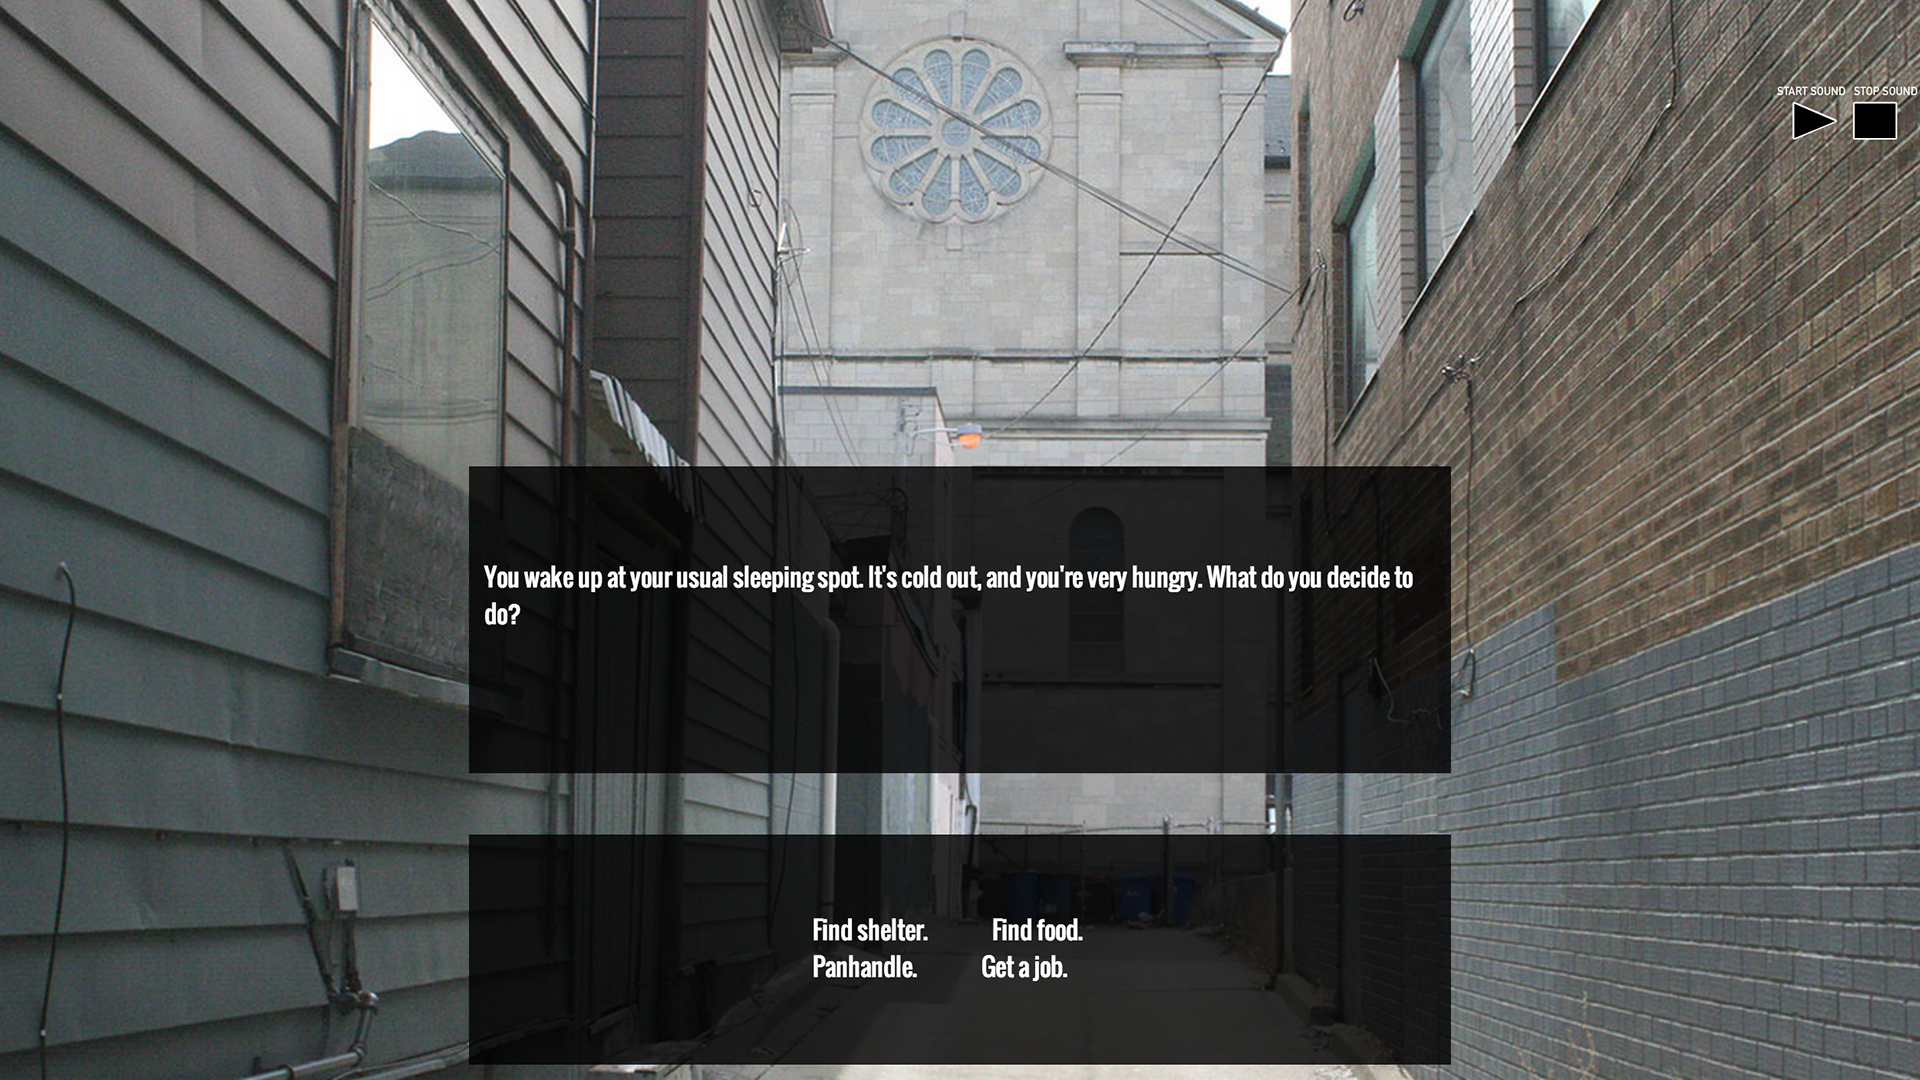 START SOUND STOP SOUND
You wake up at your usual sleeping spot. It's cold out, and you're very hungry. What do you decide to
do?
Find shelter. Find food.
Panhandle. Get a job.